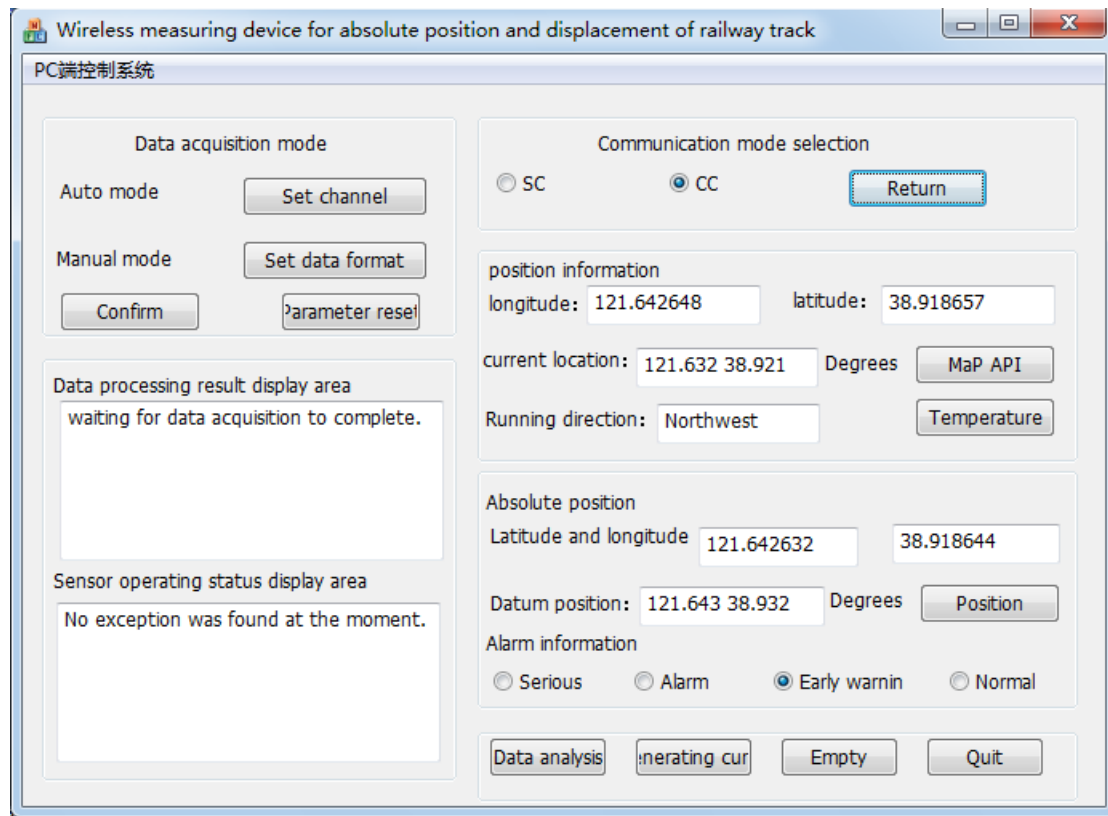 Wireless measuring device for absolute position and displacement of railway track
PC端控制系统
Data acquisition mode
Auto mode
Set channel
Manual mode
Set data format
Confirm
Parameter reset
Data processing result display area
waiting for data acquisition to complete.
Sensor operating status display area
No exception was found at the moment.
Communication mode selection
SC
CC
Return
position information
longitude: 121.642648 latitude: 38.918657
current location: 121.632 38.921 Degrees MaP API
Running direction: Northwest Temperature
Absolute position
Latitude and longitude 121.642632 38.918644
Datum position: 121.643 38.932 Degrees Position
Alarm information
Serious Alarm Early warnin Normal
Data analysis enerating cur Empty Quit